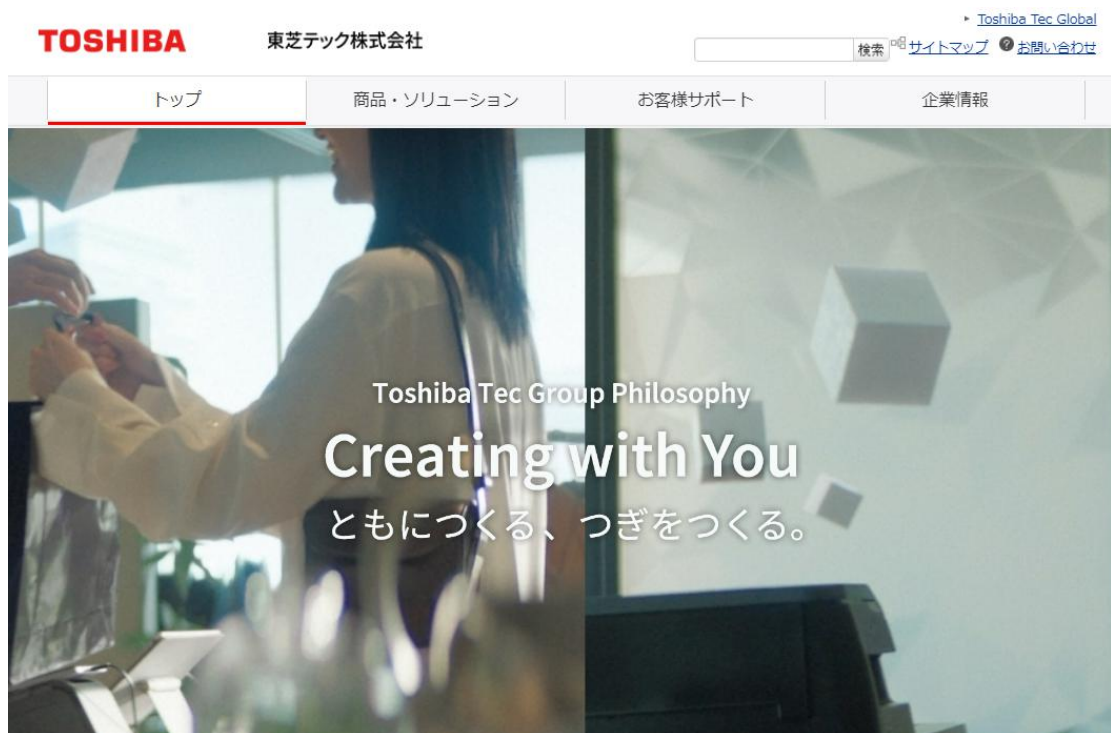 Toshiba Tec Global
TOSHIBA 東芝テック株式会社
検索 サイトマップ お問い合わせ
トップ 商品・ソリューション お客様サポート 企業情報
Toshiba Tec Group Philosophy
Creating with You
ともにつくる、つぎをつくる。